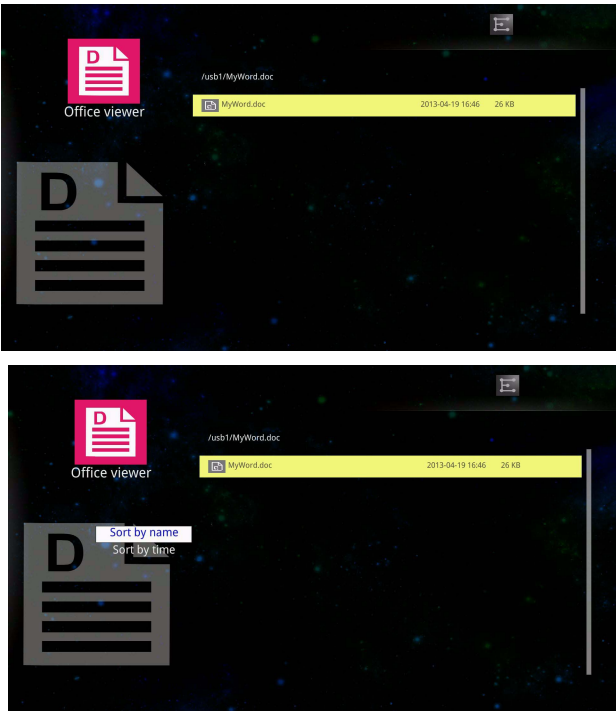 D
Office viewer
/usb1/MyWord.doc
MyWord.doc 2013-04-19 16:46 26 KB
D
D
Office viewer
/usb1/MyWord.doc
MyWord.doc 2013-04-19 16:46 26 KB
Sort by name
Sort by time
D